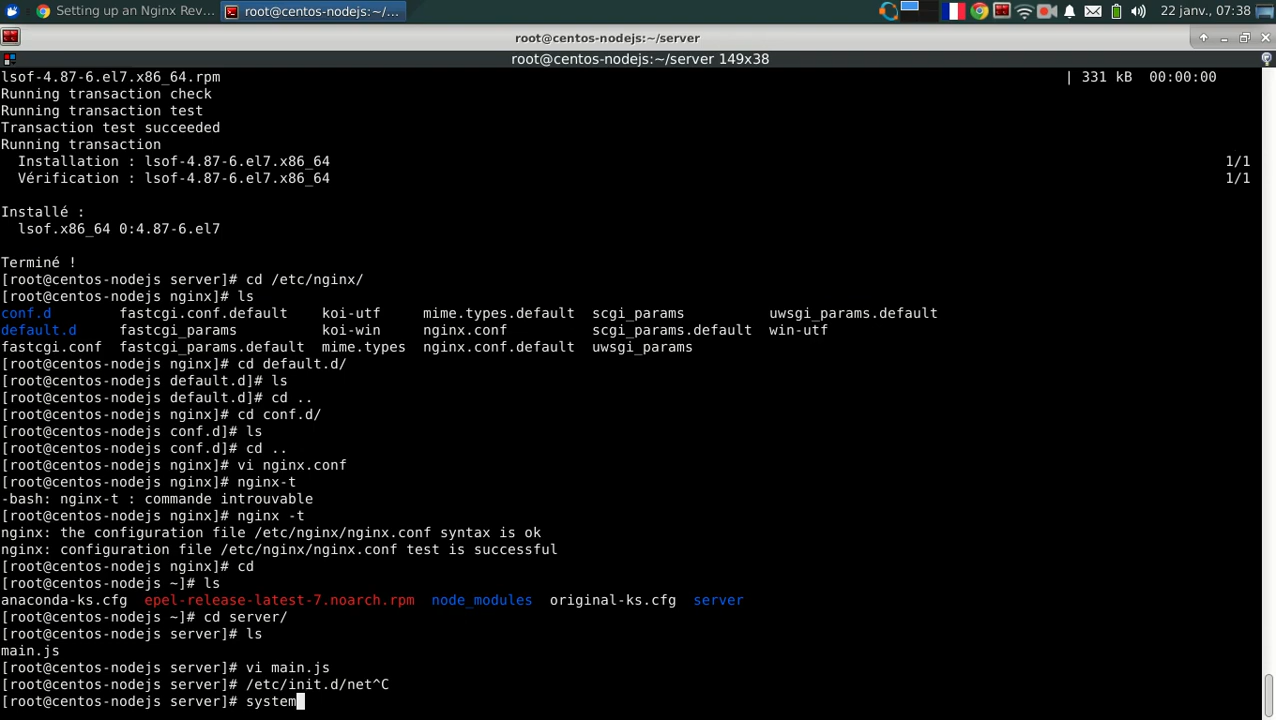 Setting up an Nginx Rev...
root@centos-nodejs:~/...
22 janv., 07:38
root@centos-nodejs:~/server
root@centos-nodejs:~/server 149x38
lsof-4.87-6.el7.x86_64.rpm | 331 kB 00:00:00
Running transaction check
Running transaction test
Transaction test succeeded
Running transaction
Installation : lsof-4.87-6.el7.x86_64 1/1
Vérification : lsof-4.87-6.el7.x86_64 1/1
Installé :
lsof.x86_64 0:4.87-6.el7
Terminé !
[root@centos-nodejs server]# cd /etc/nginx/
[root@centos-nodejs nginx]# ls
conf.d fastcgi.conf.default koi-utf mime.types.default scgi_params uwsgi_params.default
default.d fastcgi_params koi-win nginx.conf scgi_params.default win-utf
fastcgi.conf fastcgi_params.default mime.types nginx.conf.default uwsgi_params
[root@centos-nodejs nginx]# cd default.d/
[root@centos-nodejs default.d]# ls
[root@centos-nodejs default.d]# cd ..
[root@centos-nodejs nginx]# cd conf.d/
[root@centos-nodejs conf.d]# ls
[root@centos-nodejs conf.d]# cd ..
[root@centos-nodejs nginx]# vi nginx.conf
[root@centos-nodejs nginx]# nginx-t
-bash: nginx-t : commande introuvable
[root@centos-nodejs nginx]# nginx -t
nginx: the configuration file /etc/nginx/nginx.conf syntax is ok
nginx: configuration file /etc/nginx/nginx.conf test is successful
[root@centos-nodejs nginx]# cd
[root@centos-nodejs ~]# ls
anaconda-ks.cfg epel-release-latest-7.noarch.rpm node_modules original-ks.cfg server
[root@centos-nodejs ~]# cd server/
[root@centos-nodejs server]# ls
main.js
[root@centos-nodejs server]# vi main.js
[root@centos-nodejs server]# /etc/init.d/net^C
[root@centos-nodejs server]# system